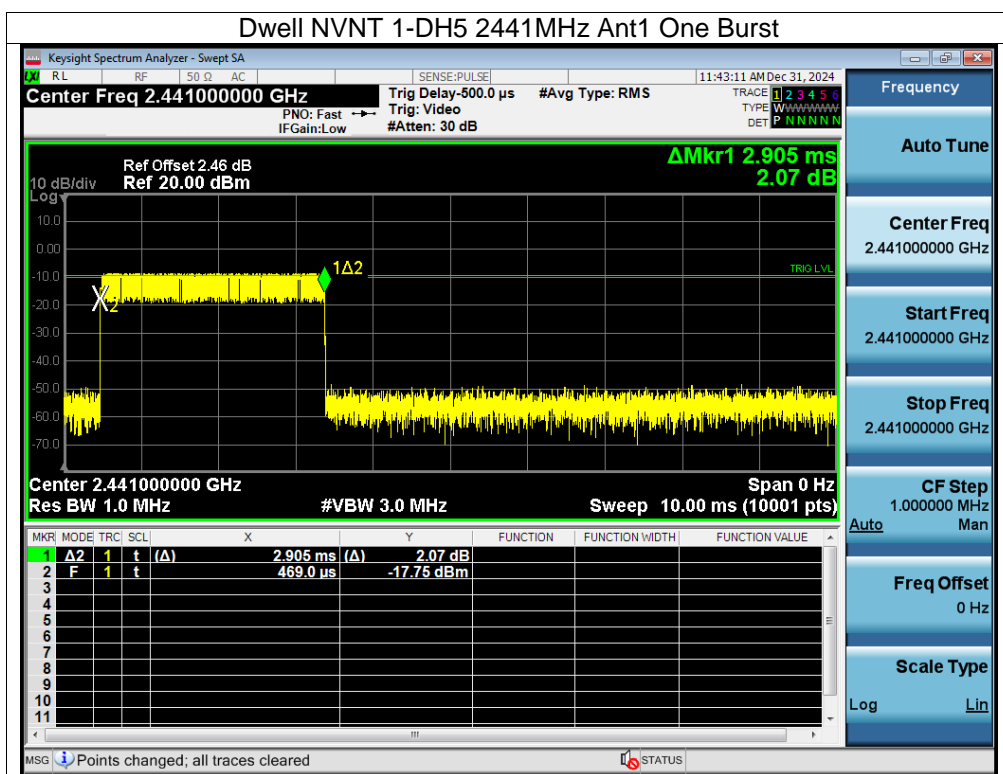 Dwell NVNT 1-DH5 2441MHz Ant1 One Burst
Keysight Spectrum Analyzer - Swept SA
LXI RL RF 50 Ω AC SENSE:PULSE 11:43:11 AM Dec 31, 2024
Center Freq 2.441000000 GHz Trig Delay-500.0 µs #Avg Type: RMS TRACE 1 2 3 4 5 6
PNO: Fast Trig: Video TYPE WWWWWWW
IFGain:Low #Atten: 30 dB DET P N N N N N
ΔMkr1 2.905 ms
2.07 dB
Ref Offset 2.46 dB
10 dB/div Ref 20.00 dBm
Log
10.0
0.00
-10.0
-20.0
-30.0
-40.0
-50.0
-60.0
-70.0
1Δ2
TRIG LVL
X2
Center 2.441000000 GHz Span 0 Hz
Res BW 1.0 MHz #VBW 3.0 MHz Sweep 10.00 ms (10001 pts)
MKR MODE TRC SCL X Y FUNCTION FUNCTION WIDTH FUNCTION VALUE
1 Δ2 1 t (Δ) 2.905 ms (Δ) 2.07 dB
2 F 1 t 469.0 µs -17.75 dBm
3
4
5
6
7
8
9
10
11
MSG Points changed; all traces cleared STATUS
Frequency
Auto Tune
Center Freq
2.441000000 GHz
Start Freq
2.441000000 GHz
Stop Freq
2.441000000 GHz
CF Step
1.000000 MHz
Auto Man
Freq Offset
0 Hz
Scale Type
Log Lin